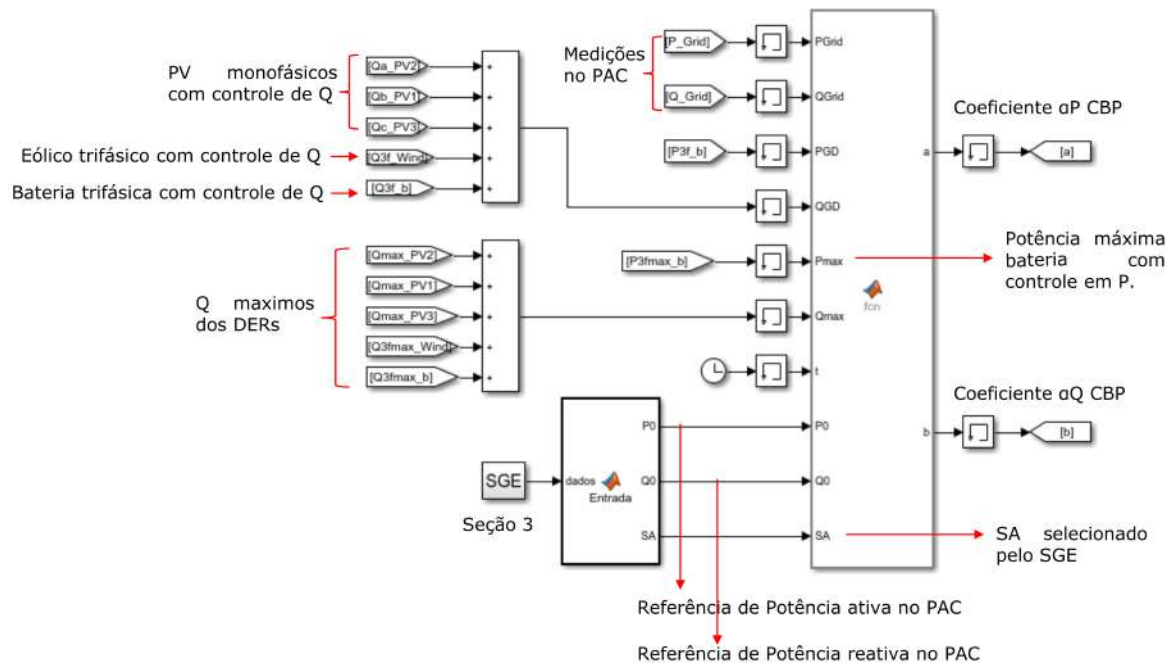 PV monofásicos
com controle de Q
[Qa_PV2]
[Qb_PV1]
[Qc_PV3]
Eólico trifásico com controle de Q
[Q3f_Wind]
Bateria trifásica com controle de Q
[Q3f_b]
+
+
+
+
+
Q maximos
dos DERs
[Qmax_PV2]
[Qmax_PV1]
[Qmax_PV3]
[Q3fmax_Wind]
[Q3fmax_b]
+
+
+
+
+
Medições
no PAC
[P_Grid]
[Q_Grid]
[P3f_b]
[P3fmax_b]
PGrid
QGrid
PGD
QGD
Pmax
Qmax
t
P0
Q0
SA
fcn
a
b
SGE
Seção 3
dados
Entrada
P0
Q0
SA
Coeficiente αP CBP
[a]
Potência máxima
bateria com
controle em P.
Coeficiente αQ CBP
[b]
SA selecionado
pelo SGE
Referência de Potência ativa no PAC
Referência de Potência reativa no PAC